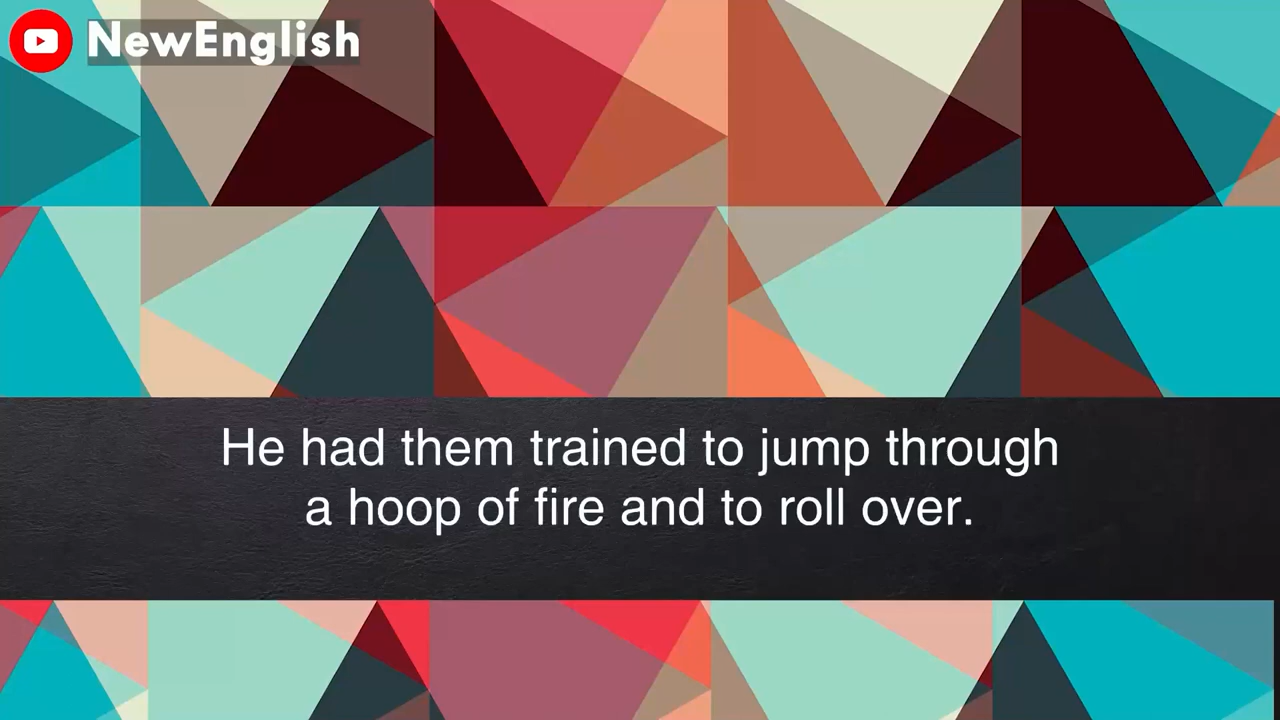 NewEnglish
He had them trained to jump through
a hoop of fire and to roll over.